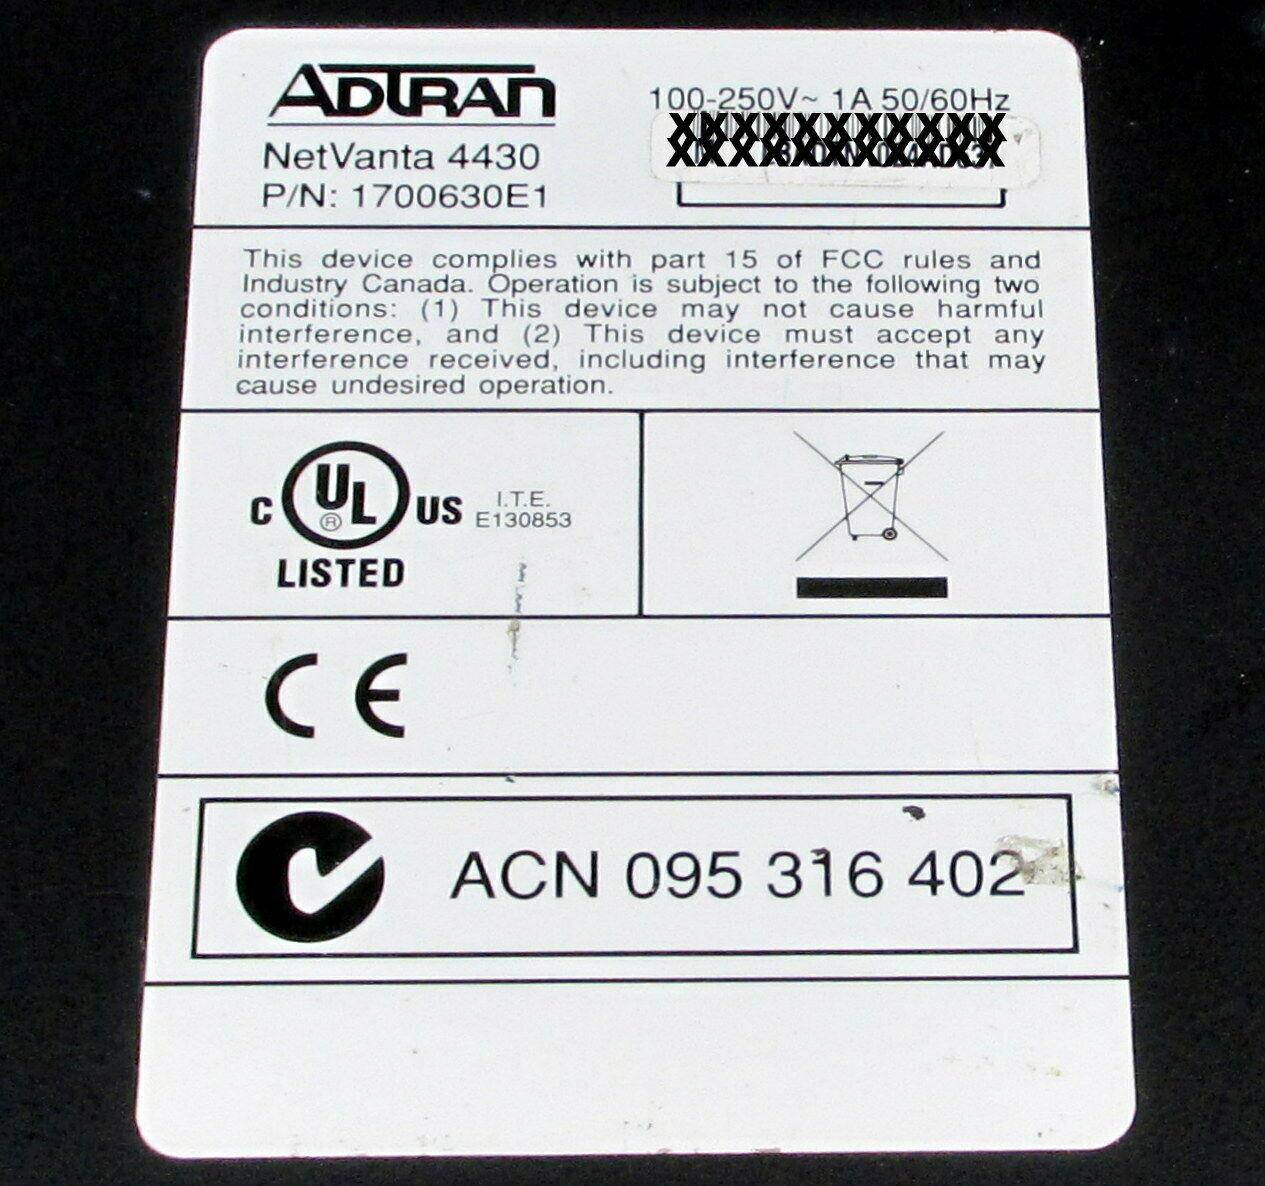 ADTRAN
NetVanta 4430
P/N: 1700630E1
100-250V~ 1A 50/60Hz
XXXXXXXXXXX
XXXXXXXXXXX
This device complies with part 15 of FCC rules and
Industry Canada. Operation is subject to the following two
conditions: (1) This device may not cause harmful
interference, and (2) This device must accept any
interference received, including interference that may
cause undesired operation.
C UL® US
LISTED
I.T.E.
E130853
CE
ACN 095 316 402